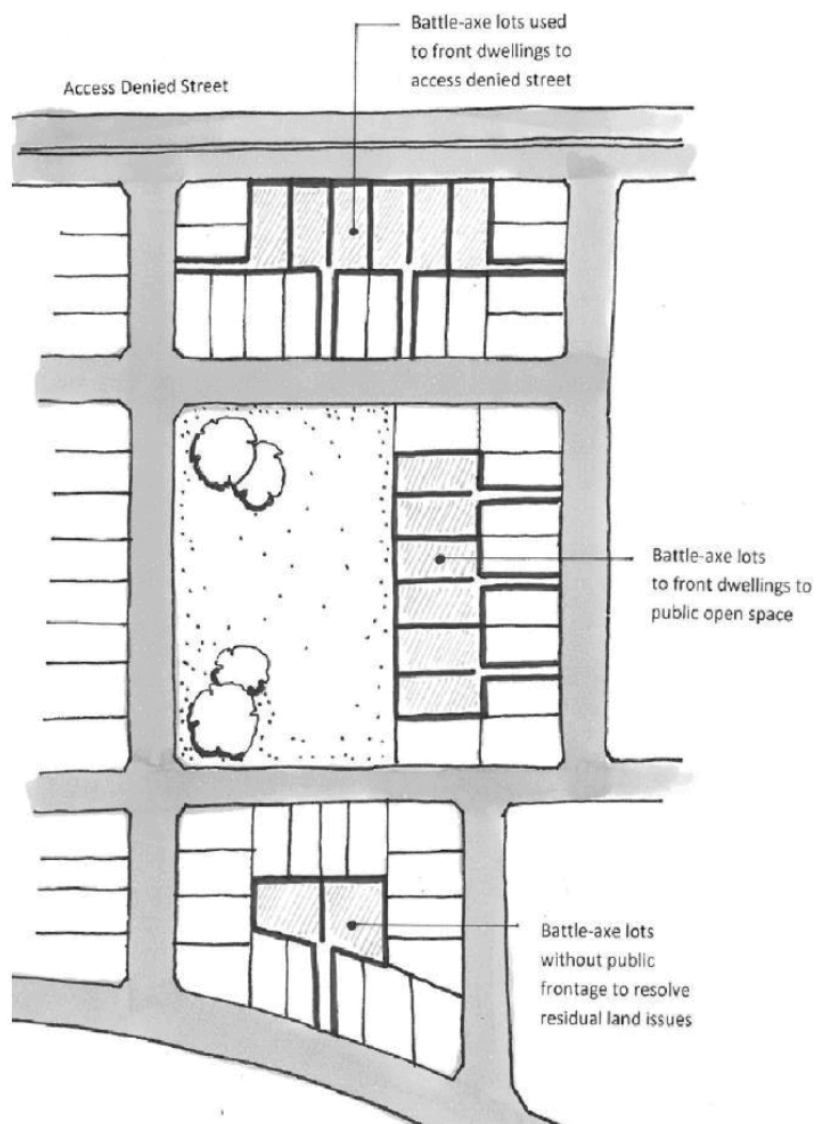 Battle-axe lots used
to front dwellings to
access denied street
Access Denied Street
Battle-axe lots
to front dwellings to
public open space
Battle-axe lots
without public
frontage to resolve
residual land issues